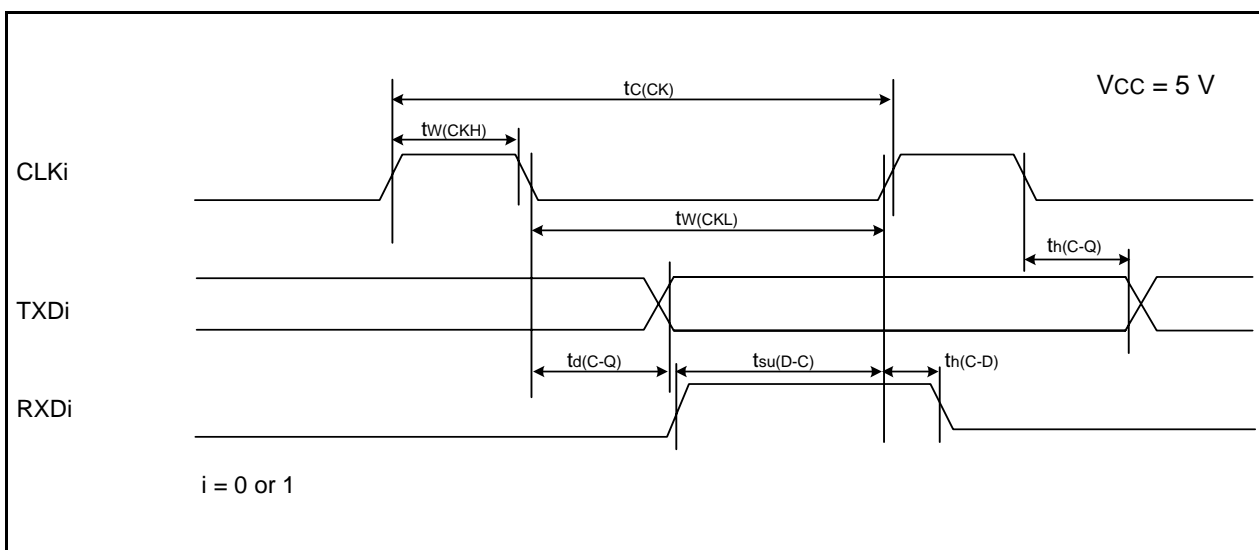 tC(CK)
VCC = 5 V
tW(CKH)
CLKi
tW(CKL)
th(C-Q)
TXDi
td(C-Q)
tsu(D-C)
th(C-D)
RXDi
i = 0 or 1